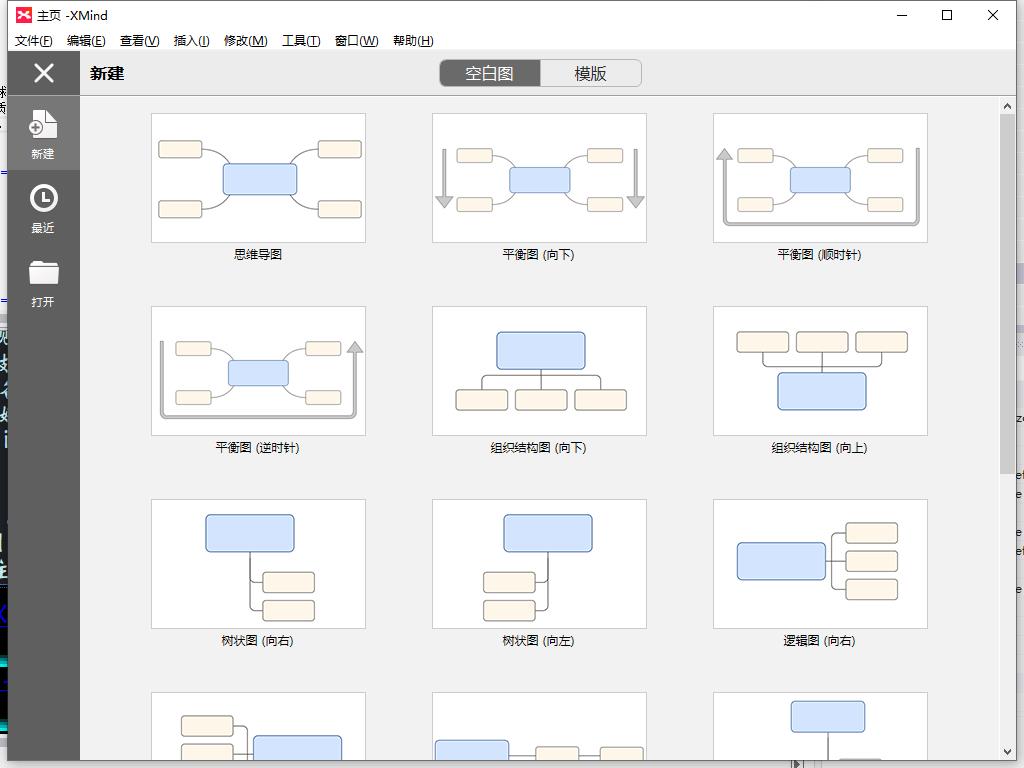 主页 -XMind
文件(F) 编辑(E) 查看(V) 插入(I) 修改(M) 工具(T) 窗口(W) 帮助(H)
新建
空白图 模版
新建
最近
打开
思维导图 平衡图 (向下) 平衡图 (顺时针)
平衡图 (逆时针) 组织结构图 (向下) 组织结构图 (向上)
树状图 (向右) 树状图 (向左) 逻辑图 (向右)